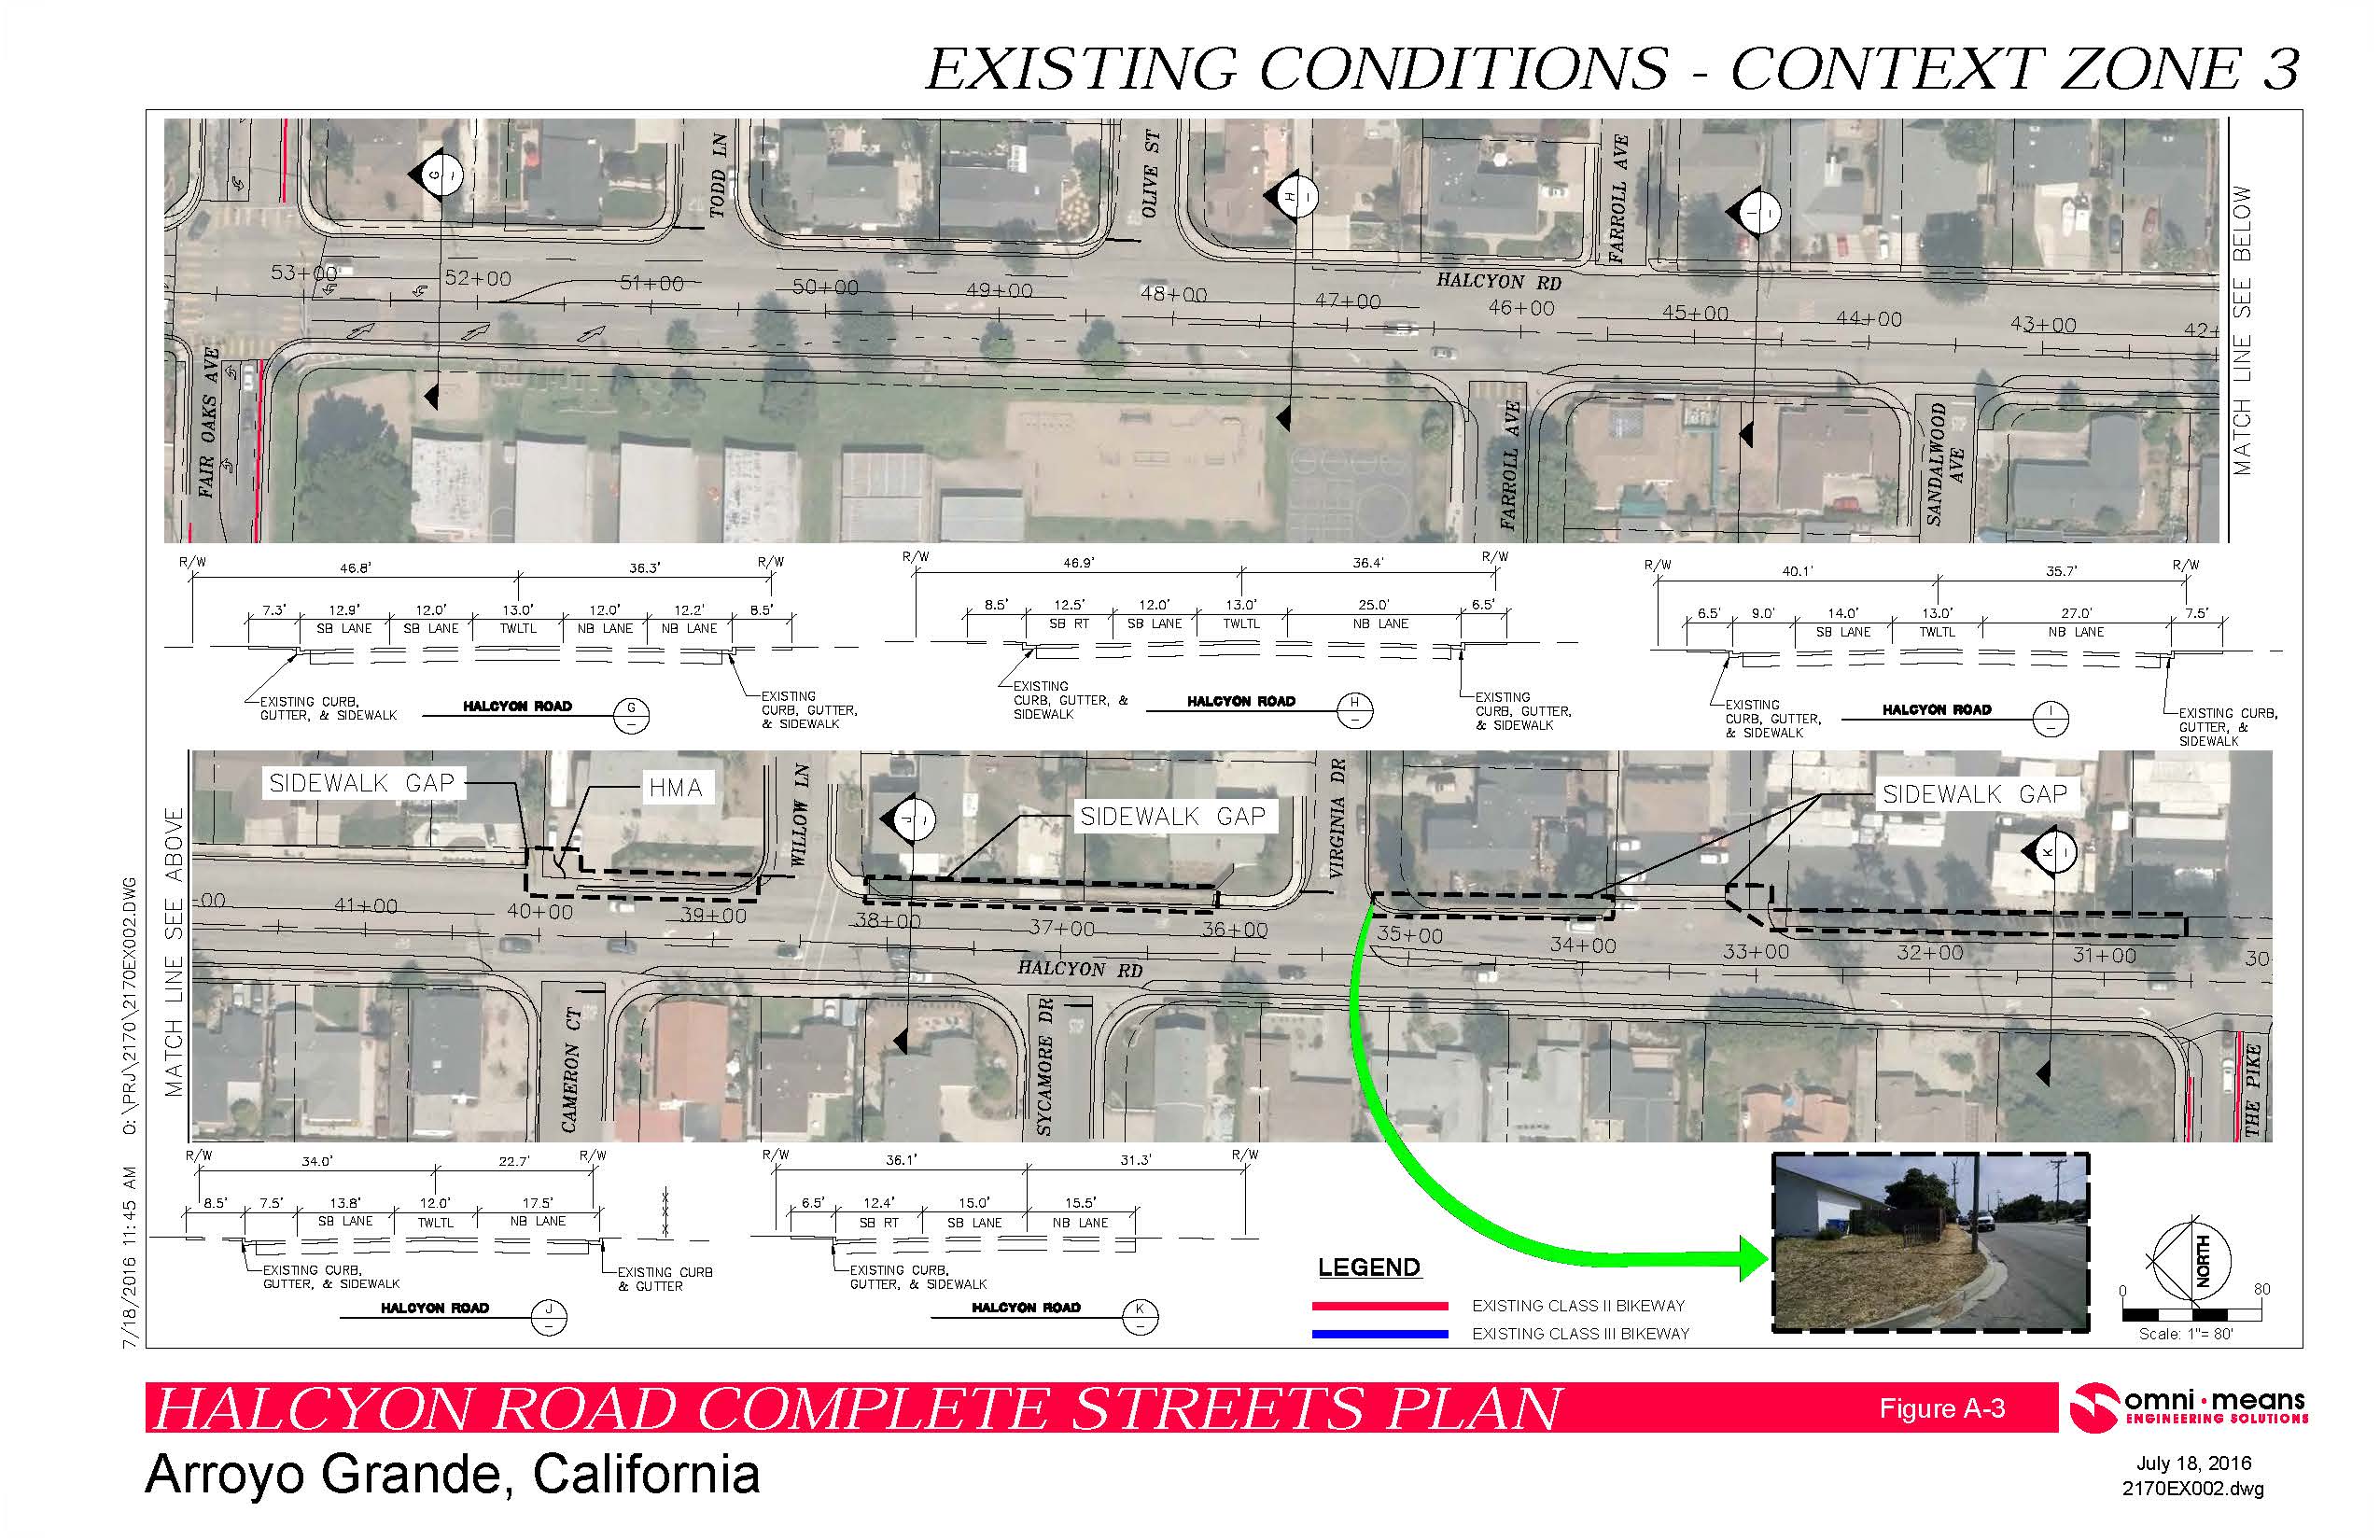 EXISTING CONDITIONS - CONTEXT ZONE 3
TODD LN
OLIVE ST
FARROLL AVE
G
H
I
53+00
52+00
51+00
50+00
49+00
48+00
47+00
HALCYON RD
46+00
45+00
44+00
43+00
42+
FAIR OAKS AVE
FARROLL AVE
SANDALWOOD AVE
MATCH LINE SEE BELOW
R/W 46.8' 36.3' R/W
7.3' 12.9' 12.0' 13.0' 12.0' 12.2' 8.5'
SB LANE SB LANE TWLTL NB LANE NB LANE
EXISTING CURB,
GUTTER, & SIDEWALK
HALCYON ROAD G
EXISTING
CURB, GUTTER,
& SIDEWALK
R/W 46.9' 36.4' R/W
8.5' 12.5' 12.0' 13.0' 25.0' 6.5'
SB RT SB LANE TWLTL NB LANE
EXISTING
CURB, GUTTER, &
SIDEWALK
HALCYON ROAD H
EXISTING
CURB, GUTTER,
& SIDEWALK
R/W 40.1' 35.7' R/W
6.5' 9.0' 14.0' 13.0' 27.0' 7.5'
SB LANE TWLTL NB LANE
EXISTING
CURB, GUTTER,
& SIDEWALK
HALCYON ROAD I
EXISTING CURB,
GUTTER, &
SIDEWALK
MATCH LINE SEE ABOVE
SIDEWALK GAP
HMA
WILLOW LN
J
SIDEWALK GAP
VIRGINIA DR
SIDEWALK GAP
K
-00
41+00
40+00
39+00
38+00
37+00
36+00
35+00
34+00
33+00
32+00
31+00
30
HALCYON RD
CAMERON CT
SYCAMORE DR
STOP
THE PIKE
R/W 34.0' 22.7' R/W
8.5' 7.5' 13.8' 12.0' 17.5'
SB LANE TWLTL NB LANE
EXISTING CURB,
GUTTER, & SIDEWALK
EXISTING CURB
& GUTTER
HALCYON ROAD J
R/W 36.1' 31.3' R/W
6.5' 12.4' 15.0' 15.5'
SB RT SB LANE NB LANE
EXISTING CURB,
GUTTER, & SIDEWALK
HALCYON ROAD K
LEGEND
EXISTING CLASS II BIKEWAY
EXISTING CLASS III BIKEWAY
NORTH
0 80
Scale: 1"= 80'
7/18/2016 11:45 AM O:\PRJ\2170\2170EX002.DWG
HALCYON ROAD COMPLETE STREETS PLAN
Figure A-3
omni·means
ENGINEERING SOLUTIONS
Arroyo Grande, California
July 18, 2016
2170EX002.dwg